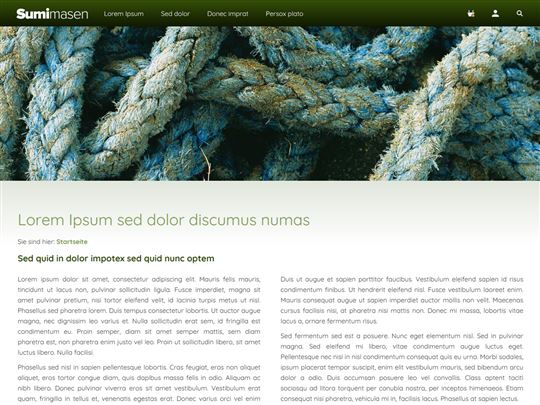 Sumimasen
Lorem Ipsum
Sed dolor
Donec imprat
Persox plato
Lorem Ipsum sed dolor discumus numas
Sie sind hier: Startseite
Sed quid in dolor impotex sed quid nunc optem
Lorem ipsum dolor sit amet, consectetur adipiscing elit. Mauris felis mauris,
tincidunt ut lacus non, pulvinar sollicitudin ligula. Fusce imperdiet, magna sit
amet pulvinar pretium, nisi tortor eleifend velit, id lacinia turpis metus ut nisl.
Phasellus sed pharetra lorem. Duis tempus consectetur lobortis. Ut auctor augue
magna, nec dignissim leo varius et. Nulla sollicitudin erat sem, id fringilla est
condimentum eu. Proin semper, diam sit amet semper mattis, sem diam
pharetra est, non pharetra enim justo vel leo. Proin ut sollicitudin libero, sit amet
luctus libero. Nulla facilisi.
Phasellus sed nisl in sapien pellentesque lobortis. Cras feugiat, eros non aliquet
aliquet, eros tortor congue diam, quis dapibus massa felis in odio. Aliquam ac
nibh libero. Donec pulvinar viverra odio. Vestibulum ante velit, sodales eget erat
fringilla in tellus et, venenatis egestas erat. Donec id orci vel enim
Duis ut augue et sapien porttitor faucibus. Vestibulum eleifend sapien id risus
condimentum finibus. Ut hendrerit eleifend nisl. Fusce vestibulum laoreet enim.
Mauris consequat augue ut sapien imperdiet auctor mollis non velit. Maecenas
cursus facilisis nisi, at pharetra nisi mattis non. Donec mi massa, lobortis vitae
lacus a, ornare fermentum risus.
Sed fermentum sed est a posuere. Nunc eget elementum nisl. Sed in pulvinar
magna. Sed eleifend mi libero, vitae condimentum augue luctus eget.
Pellentesque nec nisi in nisl condimentum consequat quis eu urna. Morbi sodales,
ipsum placerat tempor suscipit, enim elit vestibulum massa, sed bibendum arcu
dolor a odio. Duis accumsan posuere leo vel convallis. Class aptent taciti
sociosqu ad litora torquent per conubia nostra, per inceptos himenaeos. Etiam
consequat nisi pharetra, vehicula mi in, facilisis lacus. Phasellus at sapien lectus.